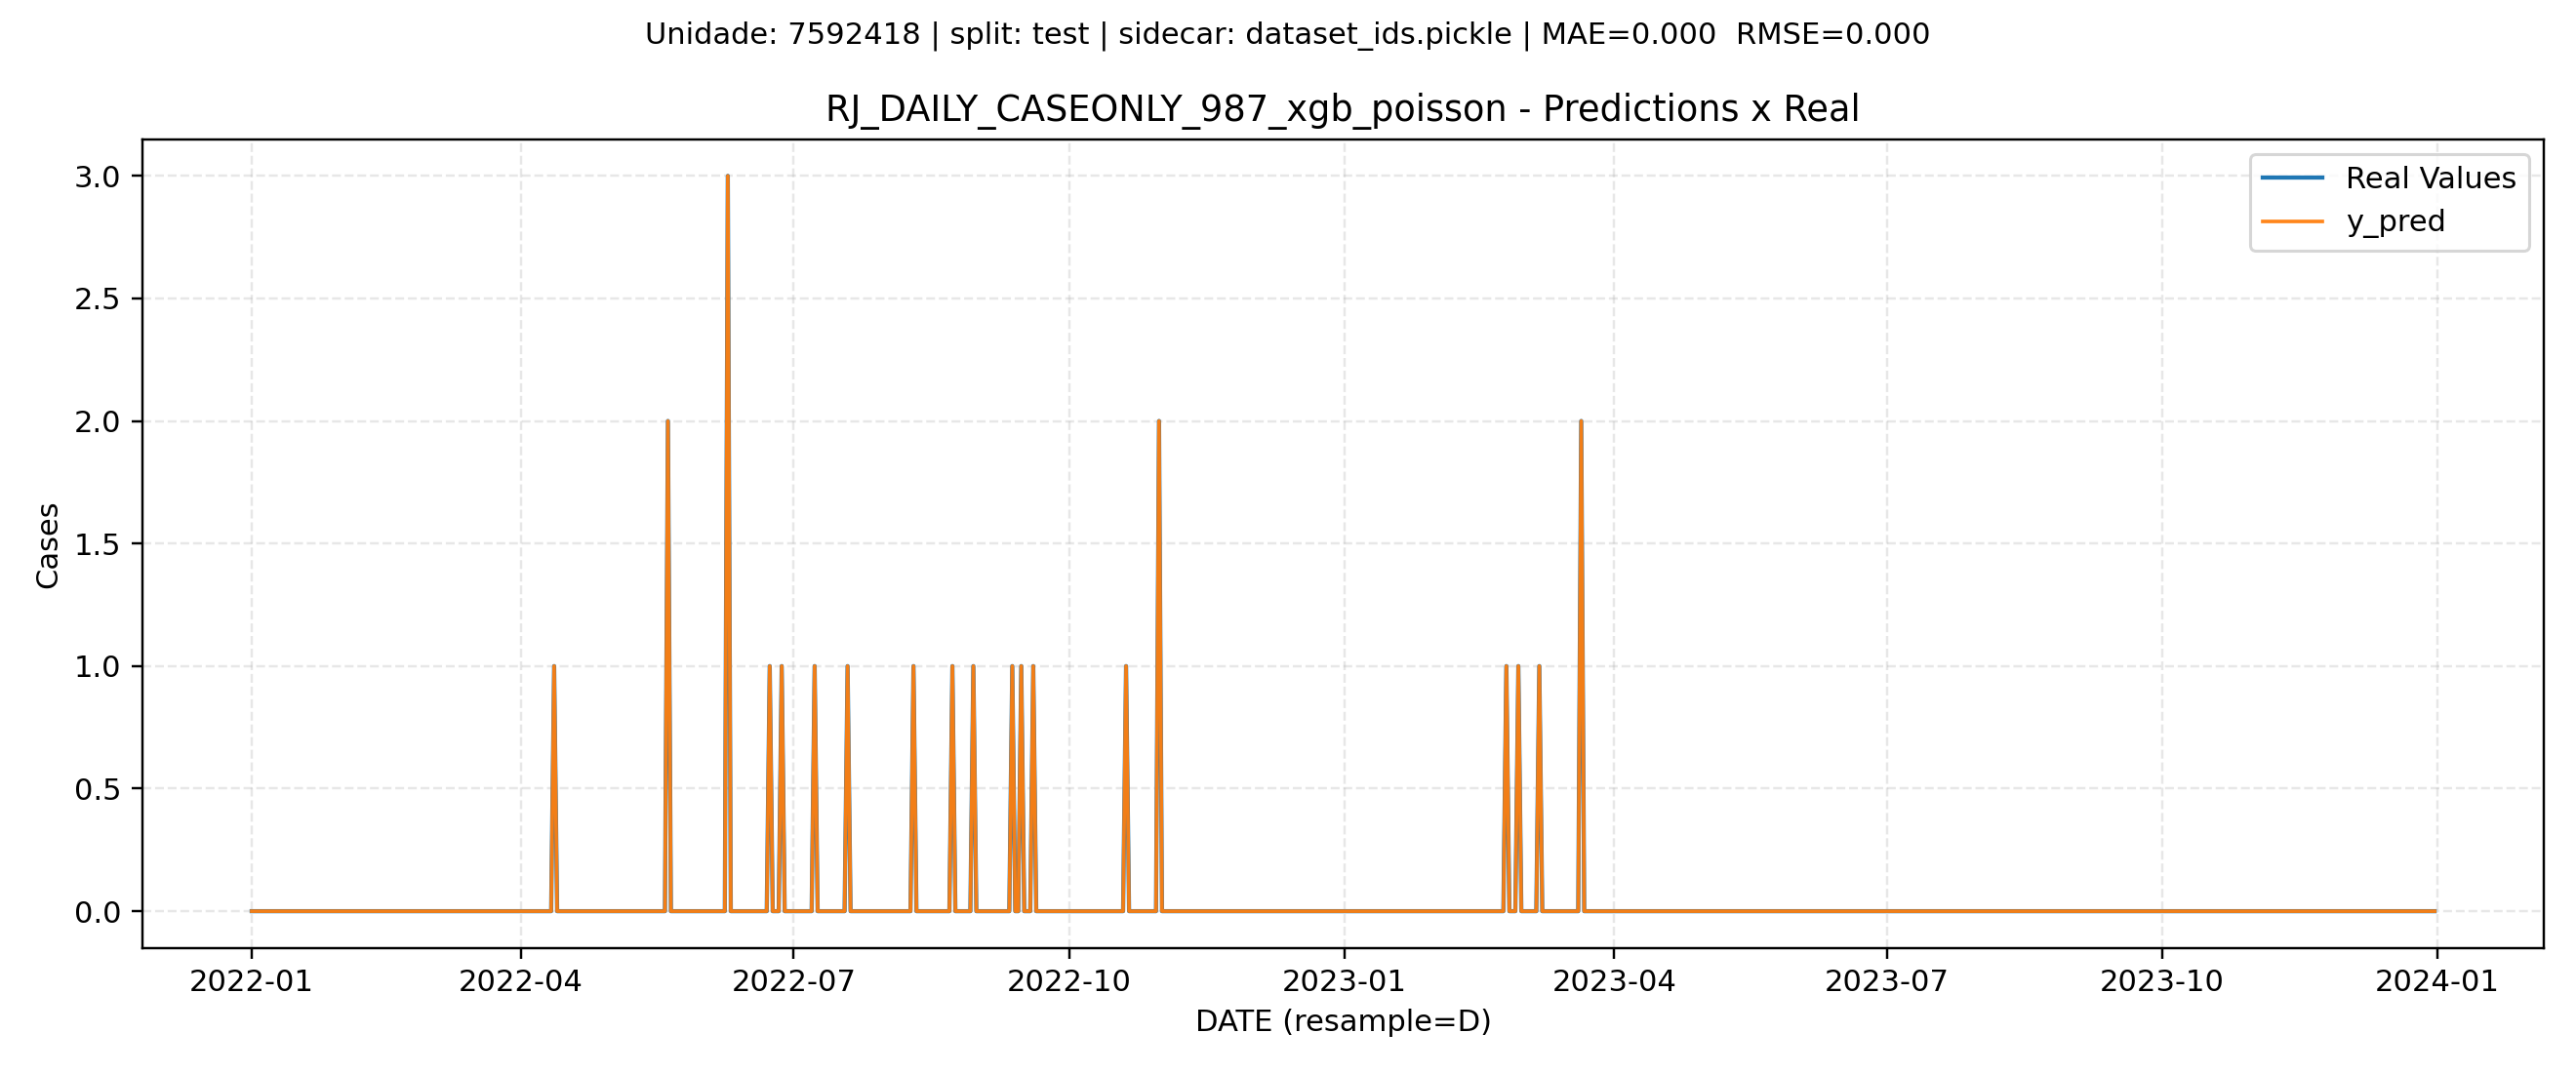 Unidade: 7592418 | split: test | sidecar: dataset_ids.pickle | MAE=0.000  RMSE=0.000
RJ_DAILY_CASEONLY_987_xgb_poisson - Predictions x Real
Real Values
y_pred
Cases
3.0
2.5
2.0
1.5
1.0
0.5
0.0
2022-01 2022-04 2022-07 2022-10 2023-01 2023-04 2023-07 2023-10 2024-01
DATE (resample=D)